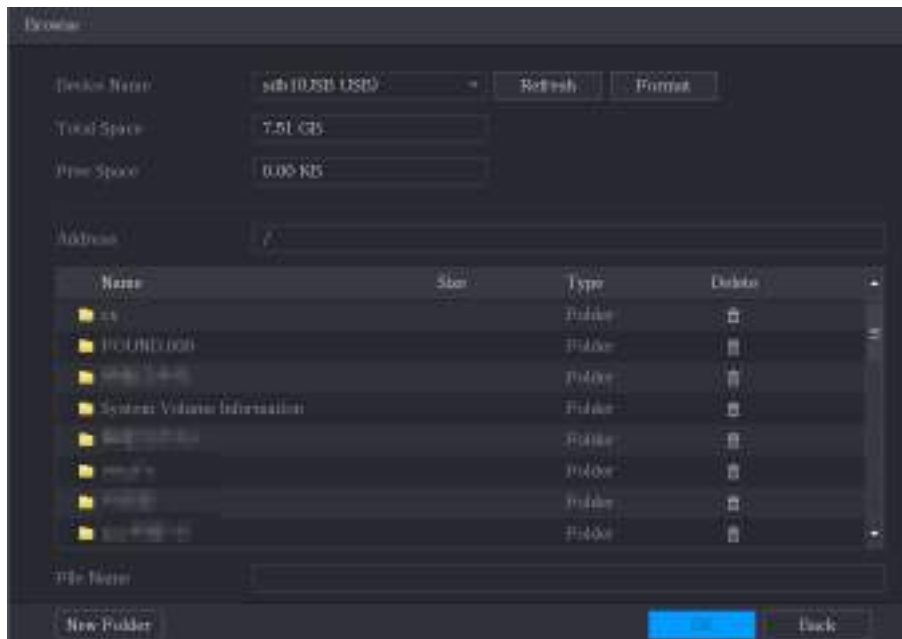 Browse
Device Name sdb1(USB USB) Refresh Format
Total Space 7.51 GB
Free Space 0.00 KB
Address /
Name Size Type Delete
Folder
FOUND.000 Folder
Folder
System Volume Information Folder
Folder
Folder
Folder
Folder
File Name
New Folder Back